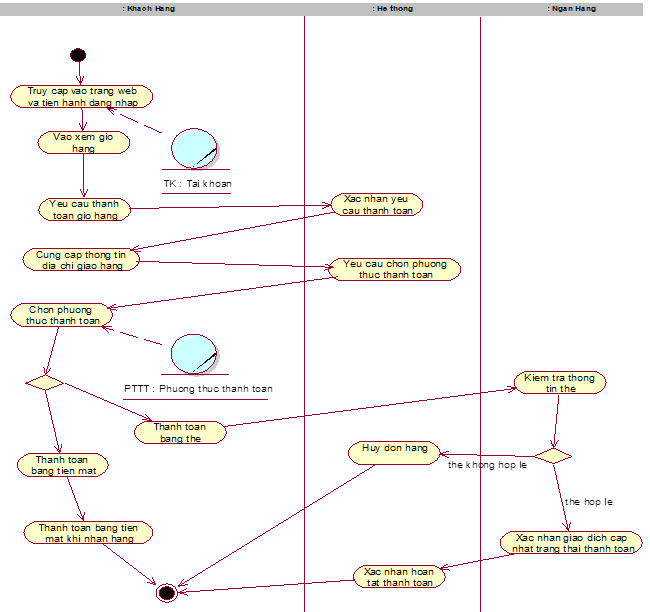 : Khach Hang
: He thong
: Ngan Hang
Truy cap vao trang web
va tien hanh dang nhap
Vao xem gio
hang
TK : Tai khoan
Yeu cau thanh
toan gio hang
Xac nhan yeu
cau thanh toan
Cung cap thong tin
dia chi giao hang
Yeu cau chon phuong
thuc thanh toan
Chon phuong
thuc thanh toan
PTTT : Phuong thuc thanh toan
Kiem tra thong
tin the
Thanh toan
bang the
Huy don hang
the khong hop le
Thanh toan
bang tien mat
the hop le
Thanh toan bang tien
mat khi nhan hang
Xac nhan giao dich cap
nhat trang thai thanh toan
Xac nhan hoan
tat thanh toan